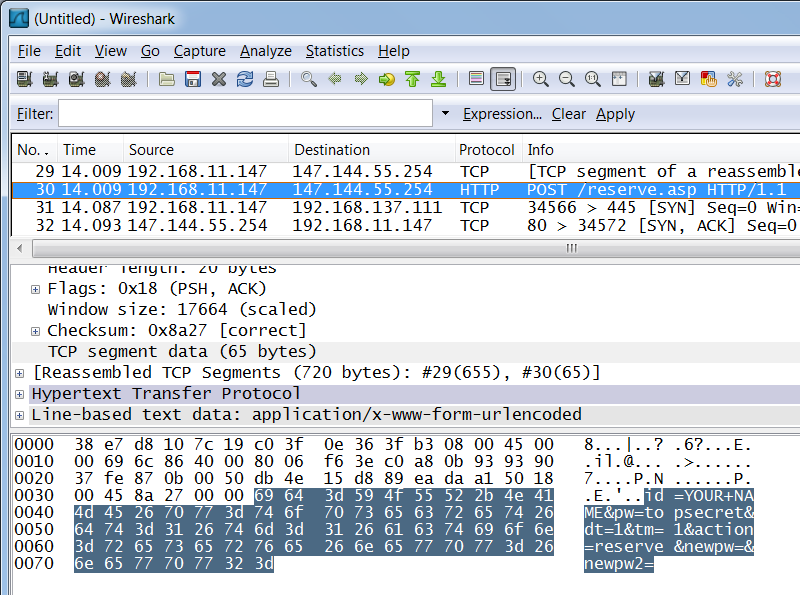 (Untitled) - Wireshark
File Edit View Go Capture Analyze Statistics Help
Filter: Expression... Clear Apply
No. . Time Source Destination Protocol Info
29 14.009 192.168.11.147 147.144.55.254 TCP [TCP segment of a reassemble
30 14.009 192.168.11.147 147.144.55.254 HTTP POST /reserve.asp HTTP/1.1
31 14.087 192.168.11.147 192.168.137.111 TCP 34566 > 445 [SYN] Seq=0 Win=
32 14.093 147.144.55.254 192.168.11.147 TCP 80 > 34572 [SYN, ACK] Seq=0
Header length: 20 bytes
Flags: 0x18 (PSH, ACK)
Window size: 17664 (scaled)
Checksum: 0x8a27 [correct]
TCP segment data (65 bytes)
[Reassembled TCP Segments (720 bytes): #29(655), #30(65)]
Hypertext Transfer Protocol
Line-based text data: application/x-www-form-urlencoded
0000 38 e7 d8 10 7c 19 c0 3f 0e 36 3f b3 08 00 45 00 8...|..? .6?...E.
0010 00 69 6c 86 40 00 80 06 f6 3e c0 a8 0b 93 93 90 .il.@... .>......
0020 37 fe 87 0b 00 50 db 4e 15 d8 89 ea da a1 50 18 7....P.N ......P.
0030 00 45 8a 27 00 00 69 64 3d 59 4f 55 52 2b 4e 41 .E.'..id =YOUR+NA
0040 4d 45 26 70 77 3d 74 6f 70 73 65 63 72 65 74 26 ME&pw=to psecret&
0050 64 74 3d 31 26 74 6d 3d 31 26 61 63 74 69 6f 6e dt=1&tm= 1&action
0060 3d 72 65 73 65 72 76 65 26 6e 65 77 70 77 3d 26 =reserve &newpw=&
0070 6e 65 77 70 77 32 3d newpw2=